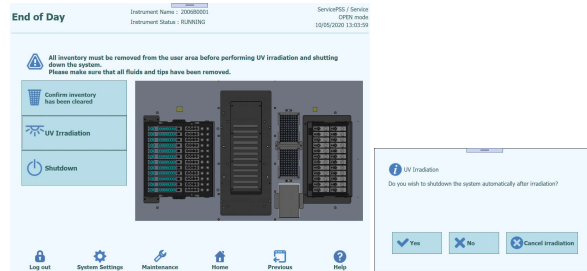 End of Day
Instrument Name : 2006B0001
Instrument Status : RUNNING
ServicePSS / Service
OPEN mode
10/05/2020 13:03:59
All inventory must be removed from the user area before performing UV irradiation and shutting
down the system.
Please make sure that all fluids and tips have been removed.
Confirm inventory
has been cleared
UV Irradiation
Shutdown
Log out
System Settings
Maintenance
Home
Previous
Help
UV Irradiation
Do you wish to shutdown the system automatically after irradiation?
Yes
No
Cancel irradiation